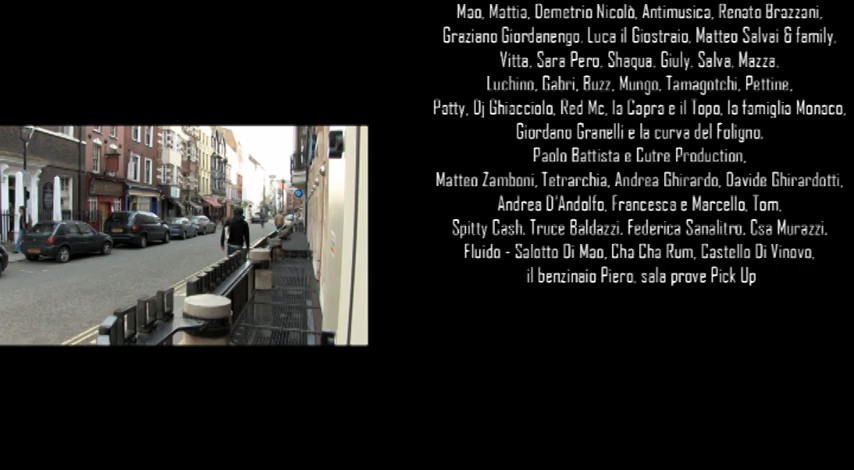 Mao, Mattia, Demetrio Nicolò, Antimusica, Renato Brazzani,
Graziano Giordanengo, Luca il Giostraio, Matteo Salvai & family,
Vitta, Sara Pero, Shaqua, Giuly, Salva, Mazza,
Luchino, Gabri, Buzz, Mungo, Tamagotchi, Pettine,
Patty, Dj Ghiacciolo, Red Mc, la Capra e il Topo, la famiglia Monaco,
Giordano Granelli e la curva del Foligno,
Paolo Battista e Cutre Production,
Matteo Zamboni, Tetrarchia, Andrea Ghirardo, Davide Ghirardotti,
Andrea D'Andolfo, Francesca e Marcello, Tom,
Spitty Cash, Truce Baldazzi, Federica Sanalitro, Csa Murazzi,
Fluido - Salotto Di Mao, Cha Cha Rum, Castello Di Vinovo,
il benzinaio Piero, sala prove Pick Up